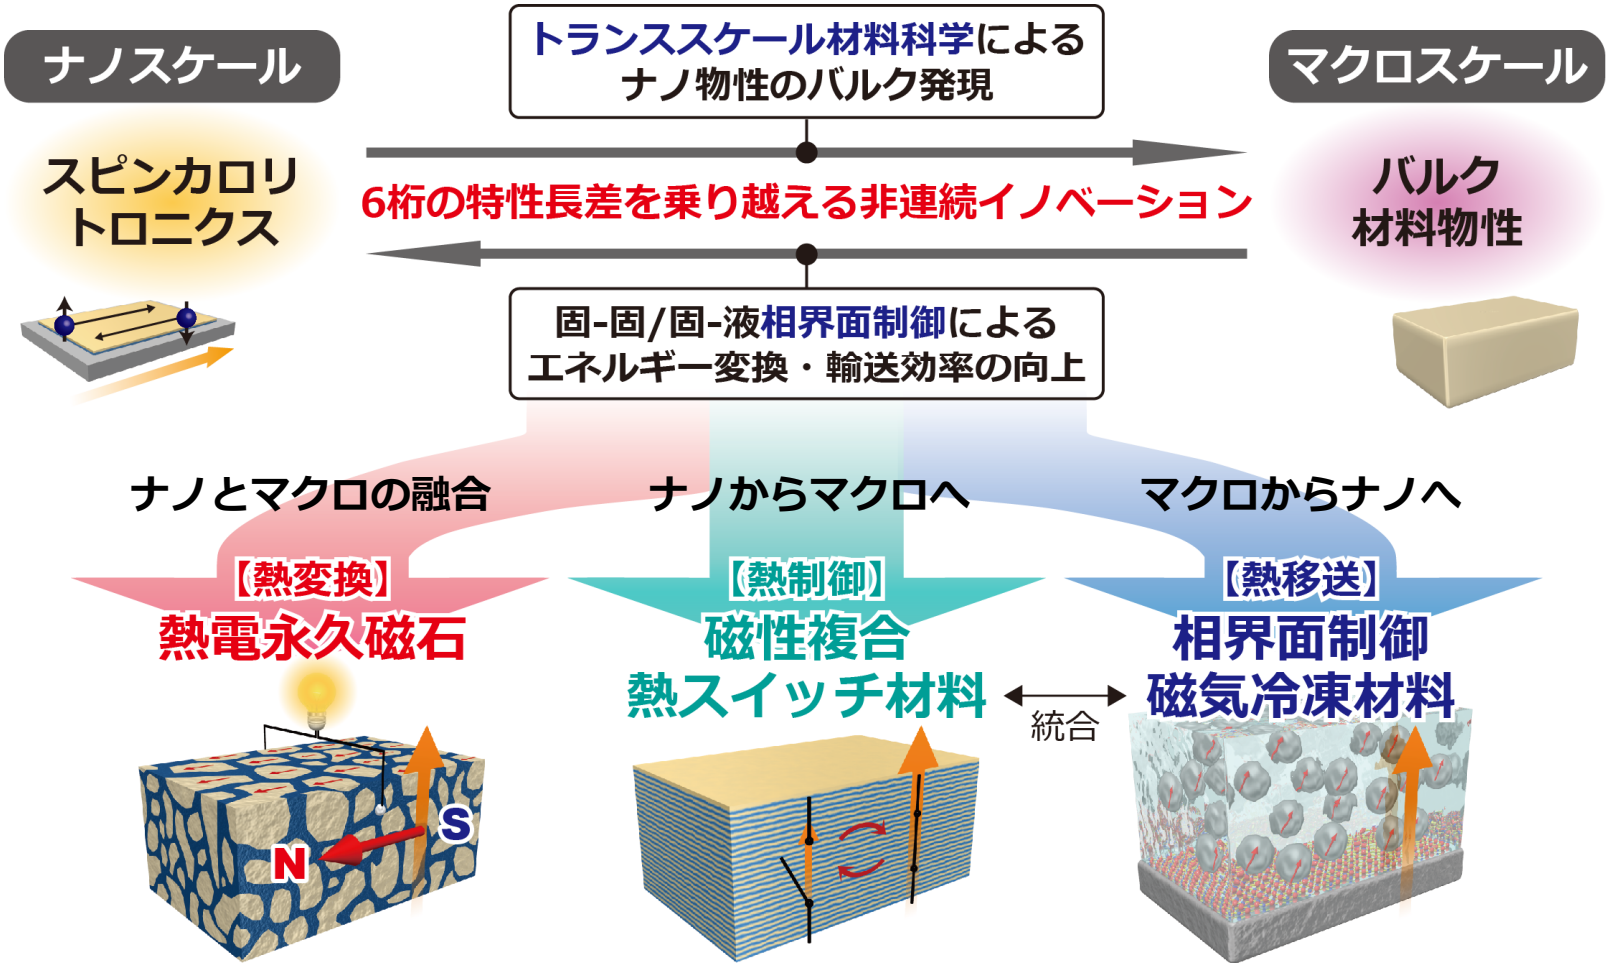 ナノスケール
トランススケール材料科学による
ナノ物性のバルク発現
マクロスケール
スピンカロリ
トロニクス
6桁の特性長差を乗り越える非連続イノベーション
バルク
材料物性
固-固/固-液相界面制御による
エネルギー変換・輸送効率の向上
ナノとマクロの融合
【熱変換】
熱電永久磁石
N
S
ナノからマクロへ
【熱制御】
磁性複合
熱スイッチ材料
統合
マクロからナノへ
【熱移送】
相界面制御
磁気冷凍材料